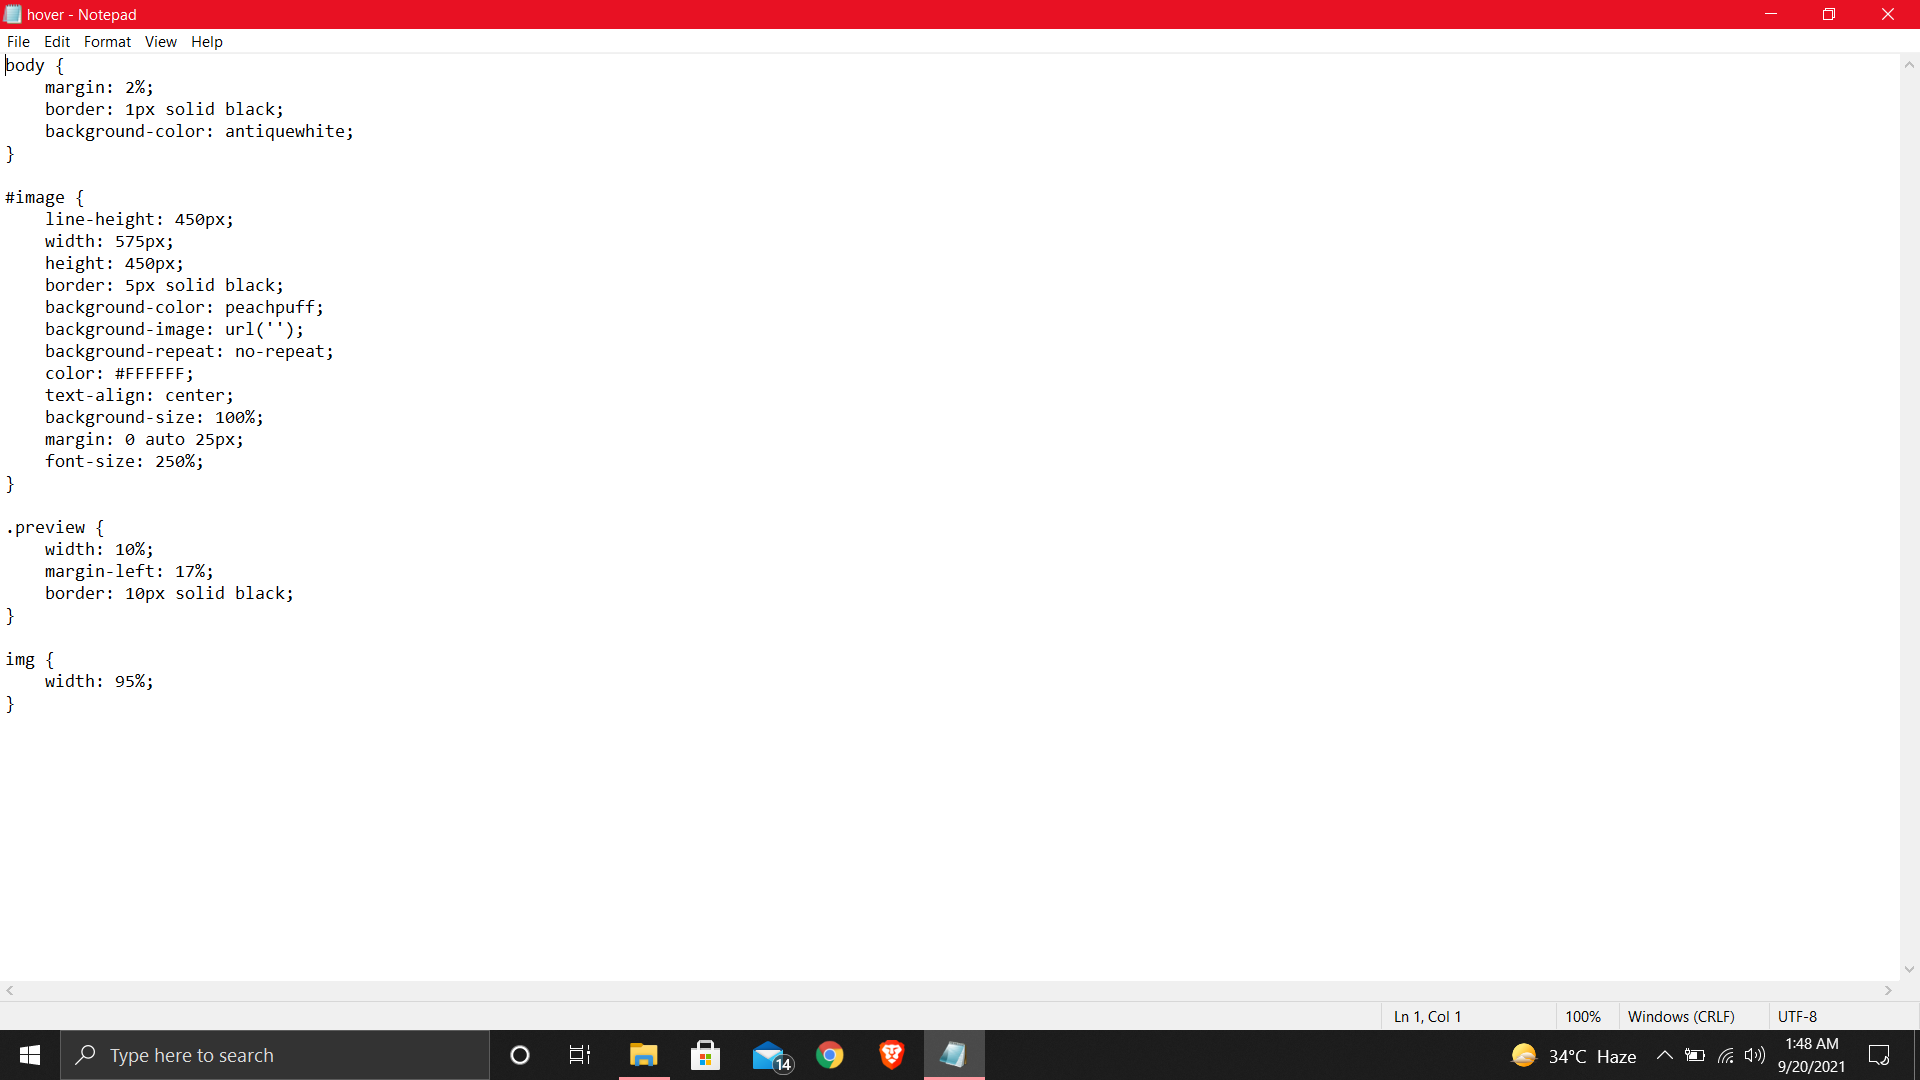 hover - Notepad
File Edit Format View Help
body {
    margin: 2%;
    border: 1px solid black;
    background-color: antiquewhite;
}

#image {
    line-height: 450px;
    width: 575px;
    height: 450px;
    border: 5px solid black;
    background-color: peachpuff;
    background-image: url('');
    background-repeat: no-repeat;
    color: #FFFFFF;
    text-align: center;
    background-size: 100%;
    margin: 0 auto 25px;
    font-size: 250%;
}

.preview {
    width: 10%;
    margin-left: 17%;
    border: 10px solid black;
}

img {
    width: 95%;
}
Ln 1, Col 1 100% Windows (CRLF) UTF-8
Type here to search 14 34°C Haze 1:48 AM
9/20/2021